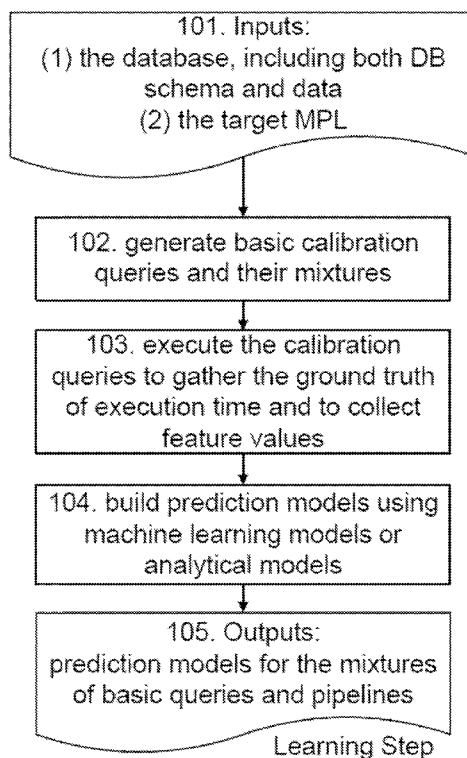 101. Inputs:
(1) the database, including both DB
schema and data
(2) the target MPL
102. generate basic calibration
queries and their mixtures
103. execute the calibration
queries to gather the ground truth
of execution time and to collect
feature values
104. build prediction models using
machine learning models or
analytical models
105. Outputs:
prediction models for the mixtures
of basic queries and pipelines
Learning Step